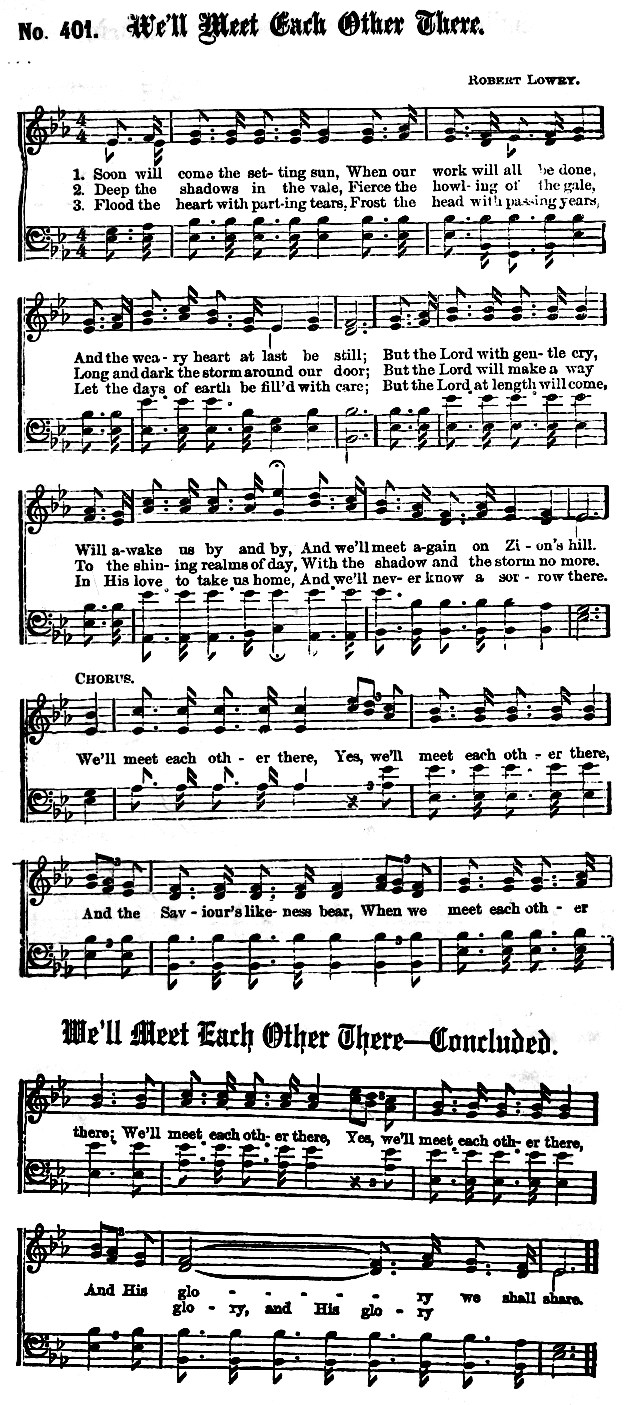 No. 401. We'll Meet Each Other There.
ROBERT LOWRY.
1. Soon will come the set- ting sun, When our work will all be done,
2. Deep the shadows in the vale, Fierce the howl- ing of the gale,
3. Flood the heart with part-ing tears, Frost the head with passing years,
And the wea - ry heart at last be still; But the Lord with gen- tle cry,
Long and dark the storm around our door; But the Lord will make a way
Let the days of earth be fill'd with care; But the Lord at length will come,
Will a-wake us by and by, And we'll meet a-gain on Zi - on's hill.
To the shin- ing realms of day, With the shadow and the storm no more.
In His love to take us home, And we'll nev- er know a sor - row there.
CHORUS.
We'll meet each oth - er there, Yes, we'll meet each oth - er there,
And the Sav - iour's like- ness bear, When we meet each oth - er
We'll Meet Each Other There—Concluded.
there; We'll meet each oth- er there, Yes, we'll meet each oth- er there,
And His glo - - - - - ry we shall share.
glo - ry, and His glo - ry